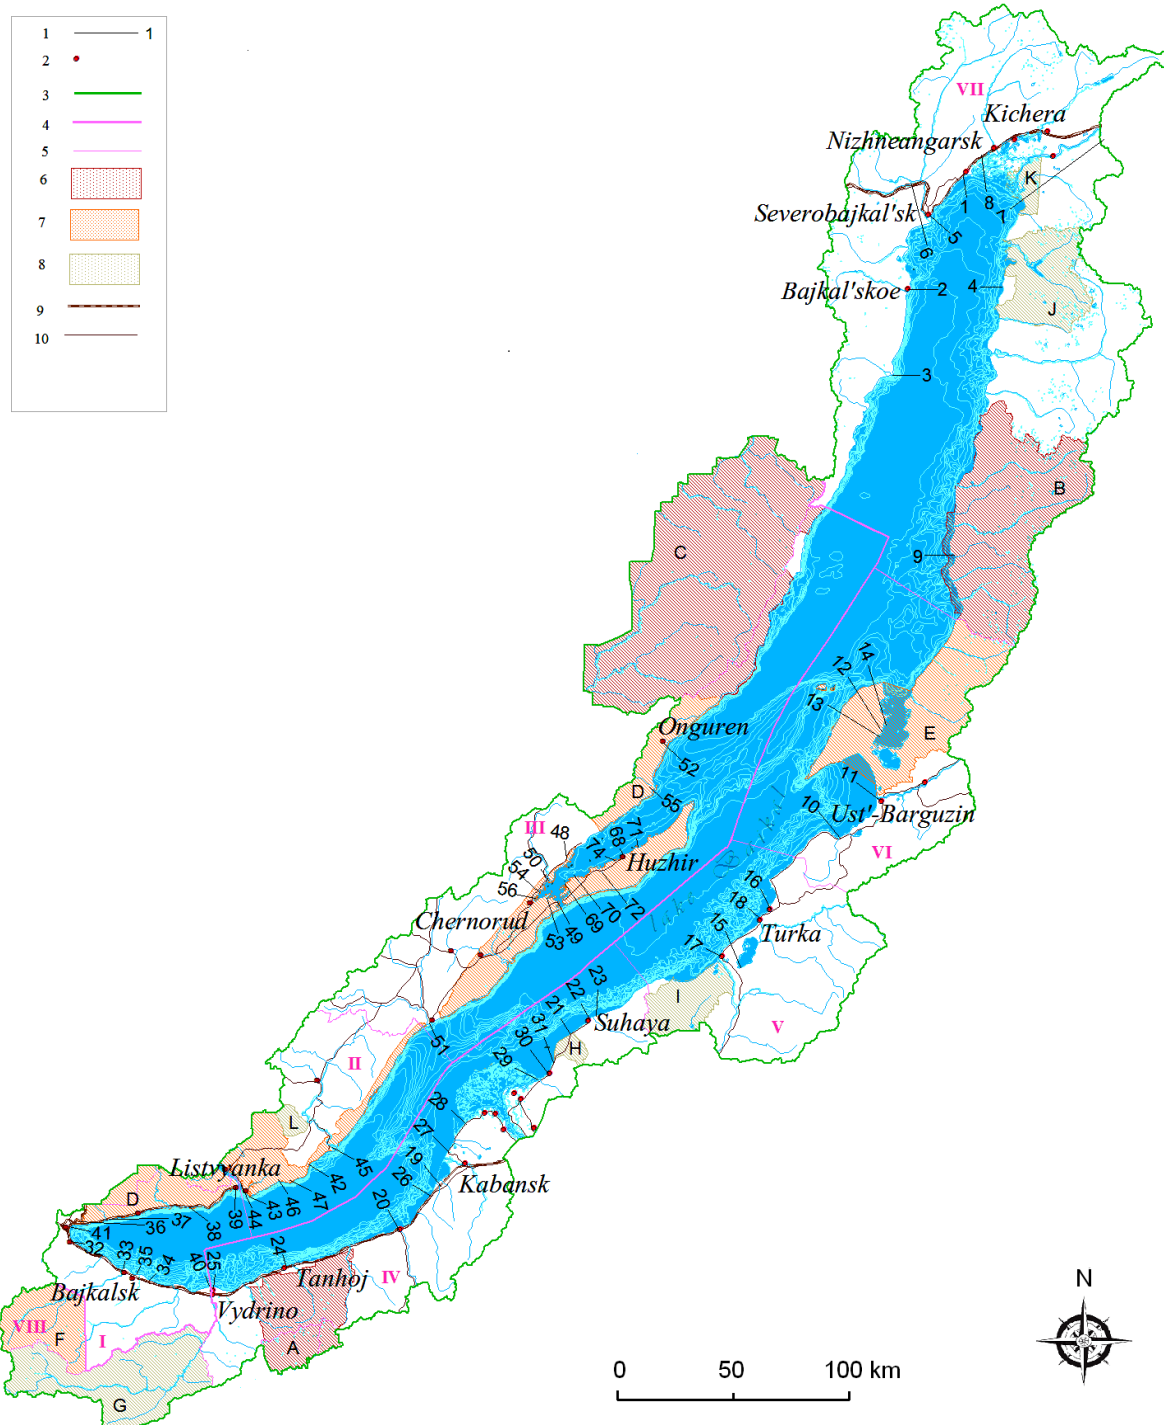 1 1
2
3
4
5
6
7
8
9
10
VII
Kichera
Nizhneangarsk
K
Severobajkal'sk
1
8
7
5
6
Bajkal'skoe
2
4
J
3
B
C
9
14
12
13
E
Onguren
52
D
55
11
10
Ust'-Barguzin
VI
III
48
50
54
56
74
68
71
Huzhir
Chernorud
53
49
69
70
72
16
18
15
17
Turka
I
V
23
22
21
31
30
29
Suhaya
H
51
II
L
28
27
19
26
20
Kabansk
Listvyanka
D
45
42
47
46
43
44
39
38
37
36
41
32
33
35
34
40
25
24
Bajkalsk
Vydrino
Tanhoj
IV
VIII
F
I
A
G
N
0 50 100 km